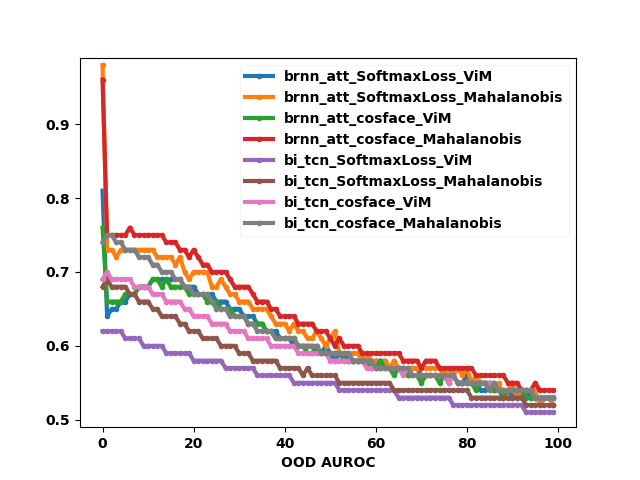 brnn_att_SoftmaxLoss_ViM
brnn_att_SoftmaxLoss_Mahalanobis
brnn_att_cosface_ViM
brnn_att_cosface_Mahalanobis
bi_tcn_SoftmaxLoss_ViM
bi_tcn_SoftmaxLoss_Mahalanobis
bi_tcn_cosface_ViM
bi_tcn_cosface_Mahalanobis
0.9
0.8
0.7
0.6
0.5
0 20 40 60 80 100
OOD AUROC